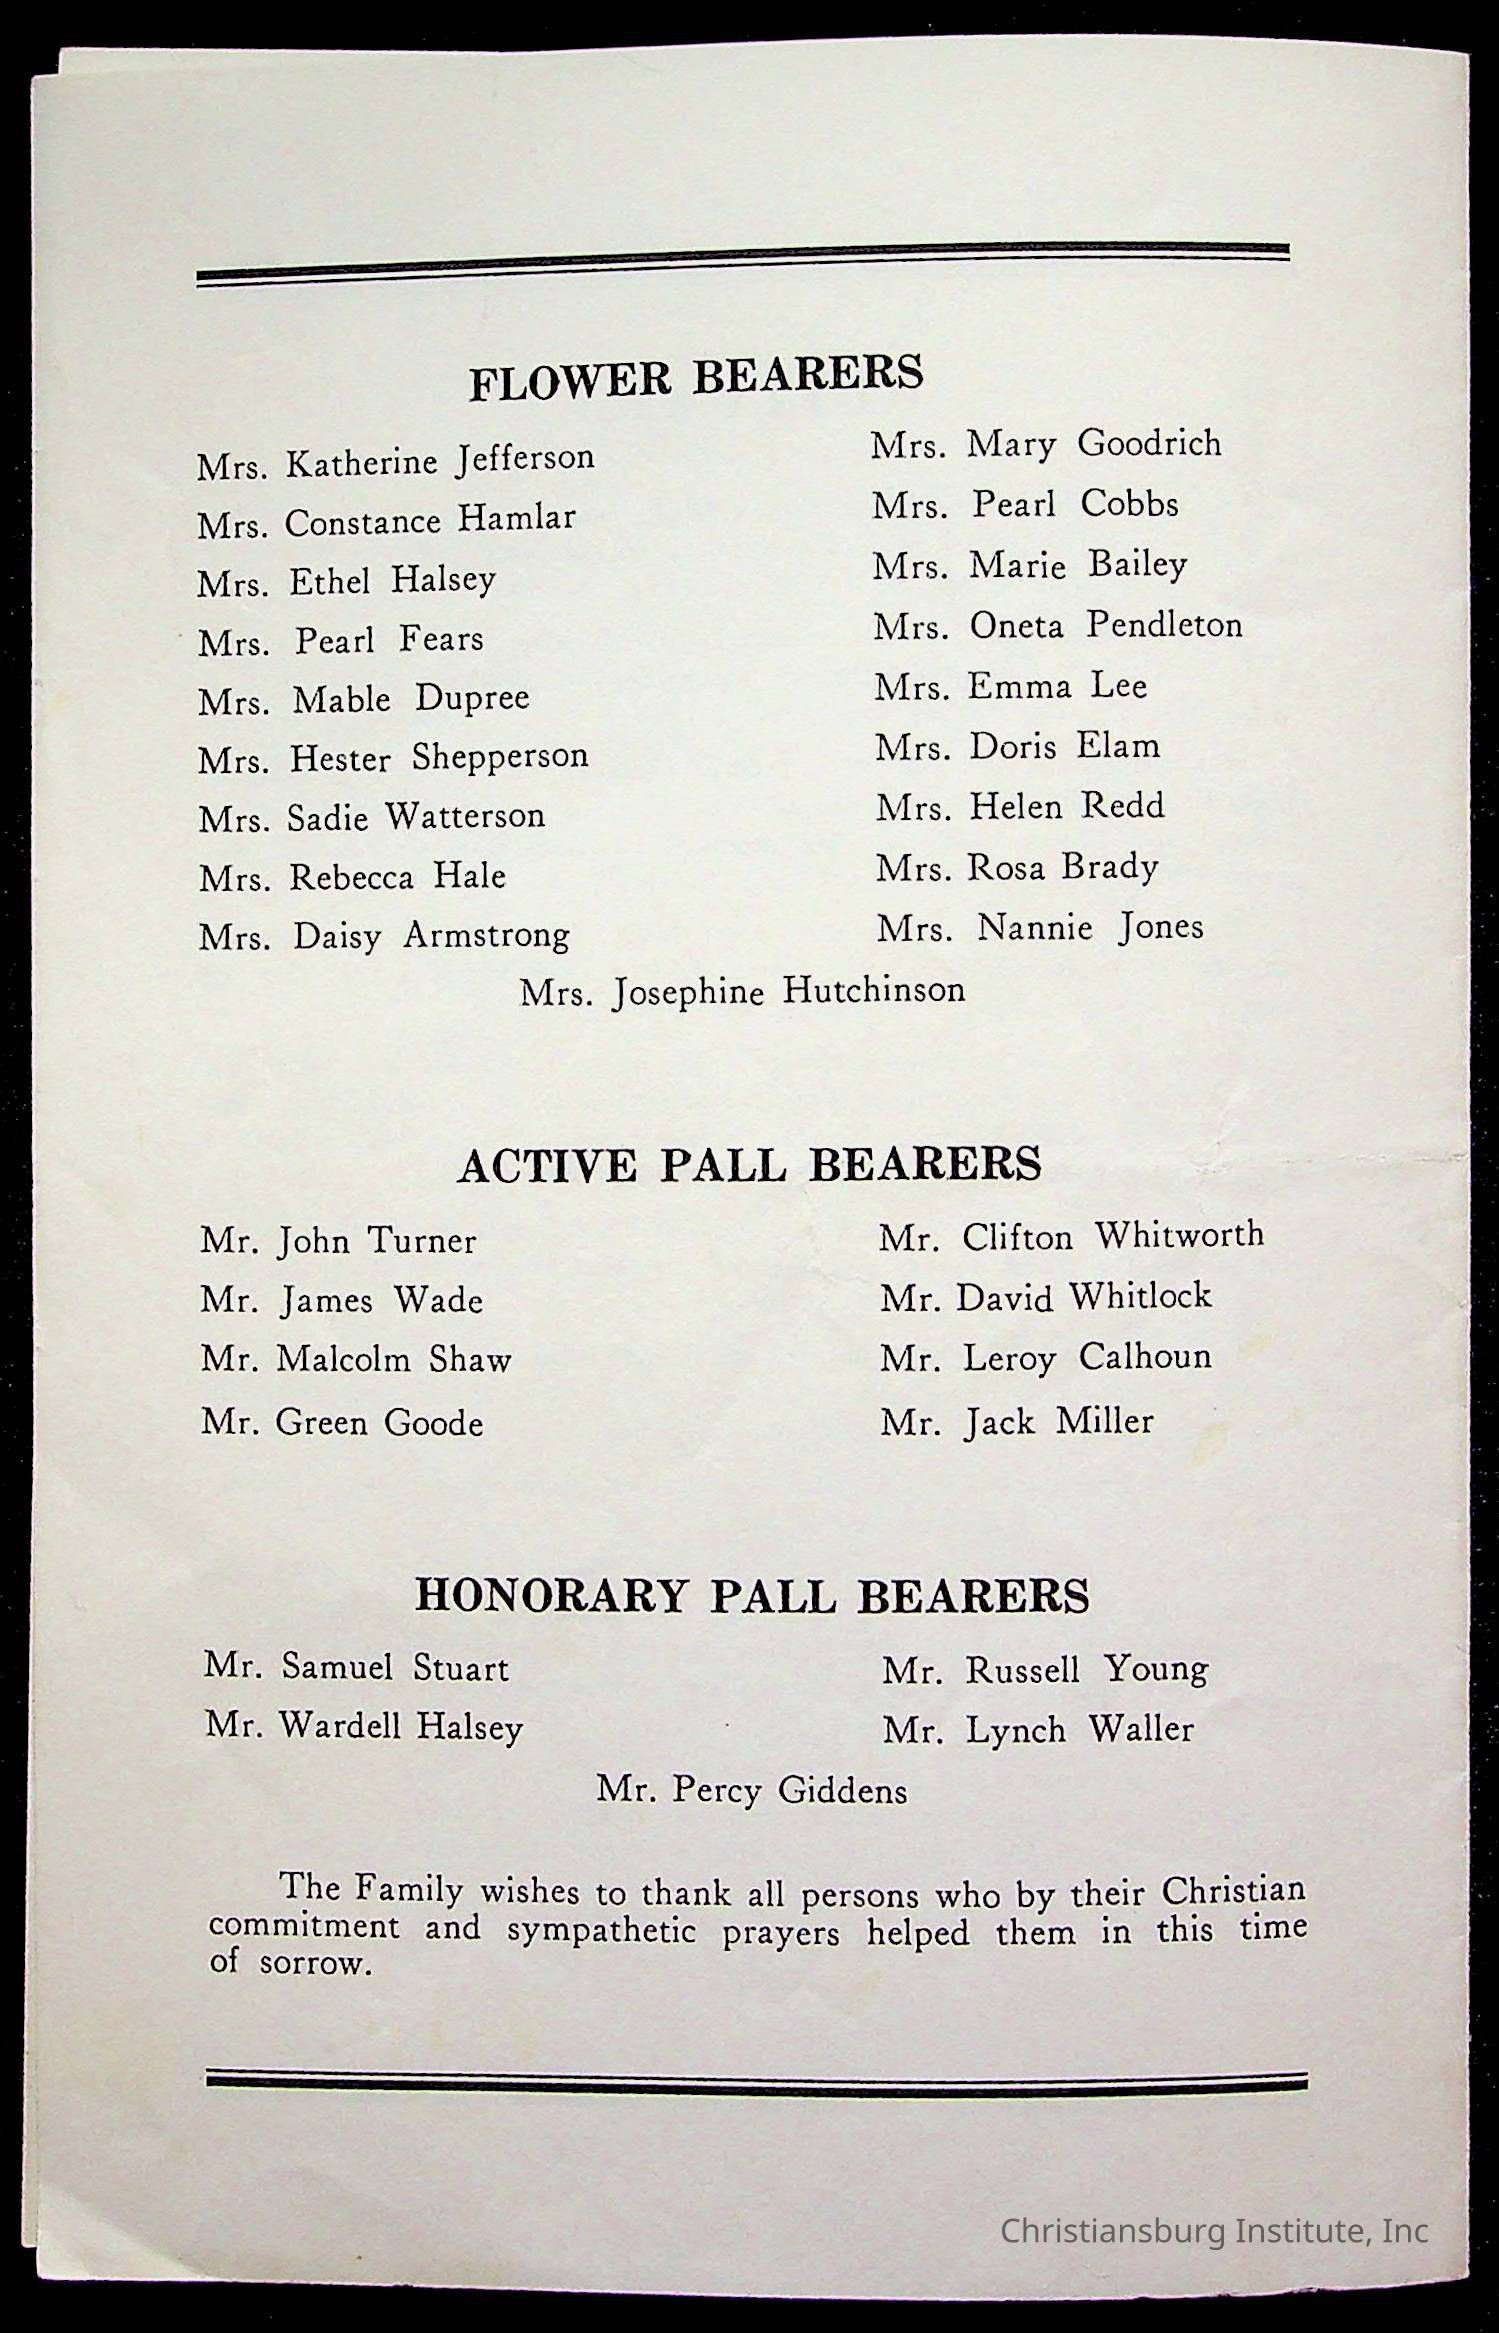 FLOWER BEARERS
Mrs. Katherine Jefferson
Mrs. Constance Hamlar
Mrs. Ethel Halsey
Mrs. Pearl Fears
Mrs. Mable Dupree
Mrs. Hester Shepperson
Mrs. Sadie Watterson
Mrs. Rebecca Hale
Mrs. Daisy Armstrong
Mrs. Mary Goodrich
Mrs. Pearl Cobbs
Mrs. Marie Bailey
Mrs. Oneta Pendleton
Mrs. Emma Lee
Mrs. Doris Elam
Mrs. Helen Redd
Mrs. Rosa Brady
Mrs. Nannie Jones
Mrs. Josephine Hutchinson
ACTIVE PALL BEARERS
Mr. John Turner
Mr. James Wade
Mr. Malcolm Shaw
Mr. Green Goode
Mr. Clifton Whitworth
Mr. David Whitlock
Mr. Leroy Calhoun
Mr. Jack Miller
HONORARY PALL BEARERS
Mr. Samuel Stuart
Mr. Wardell Halsey
Mr. Russell Young
Mr. Lynch Waller
Mr. Percy Giddens
The Family wishes to thank all persons who by their Christian
commitment and sympathetic prayers helped them in this time
of sorrow.
Christiansburg Institute, Inc